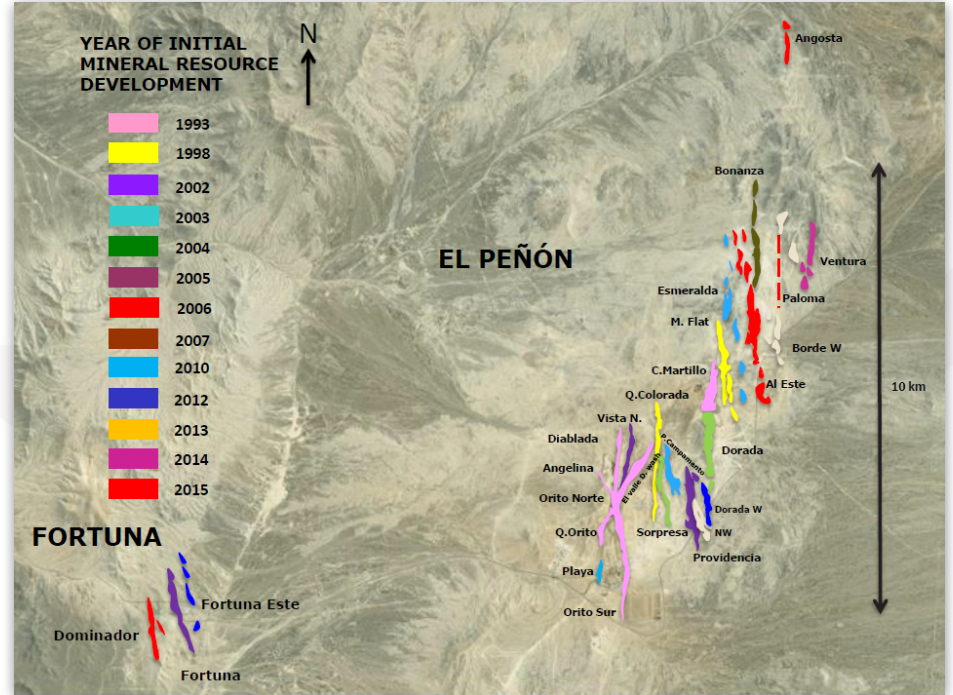 YEAR OF INITIAL
MINERAL RESOURCE
DEVELOPMENT
N
1993
1998
2002
2003
2004
2005
2006
2007
2010
2012
2013
2014
2015
Angosta
Bonanza
EL PEÑÓN
Ventura
Esmeralda
Paloma
M. Flat
Borde W
C.Martillo
Al Este
10 km
Q.Colorada
Vista N.
Diablada
P. Campamento
Dorada
El valle D. wash
Angelina
Orito Norte
Dorada W
Q.Orito
Sorpresa
NW
Providencia
Playa
Orito Sur
FORTUNA
Fortuna Este
Dominador
Fortuna